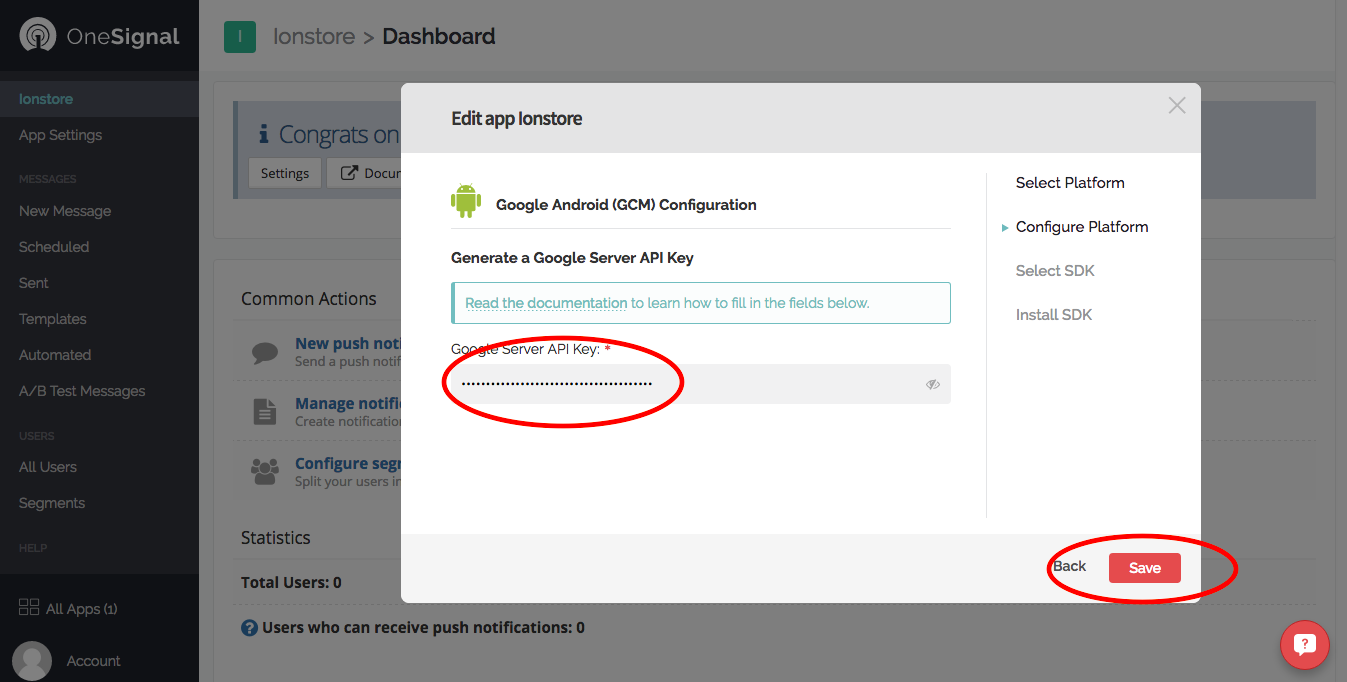 OneSignal
Ionstore
App Settings
MESSAGES
New Message
Scheduled
Sent
Templates
Automated
A/B Test Messages
USERS
All Users
Segments
HELP
All Apps (1)
Account
I Ionstore > Dashboard
Congrats on
Settings
Docun
Common Actions
New push noti
Send a push notif
Manage notific
Create notification
Configure segr
Split your users in
Statistics
Total Users: 0
? Users who can receive push notifications: 0
Edit app Ionstore
Google Android (GCM) Configuration
Generate a Google Server API Key
Read the documentation to learn how to fill in the fields below.
Google Server API Key: *
•••••••••••••••••••••••••••••••••••••••
Select Platform
Configure Platform
Select SDK
Install SDK
Back
Save
?